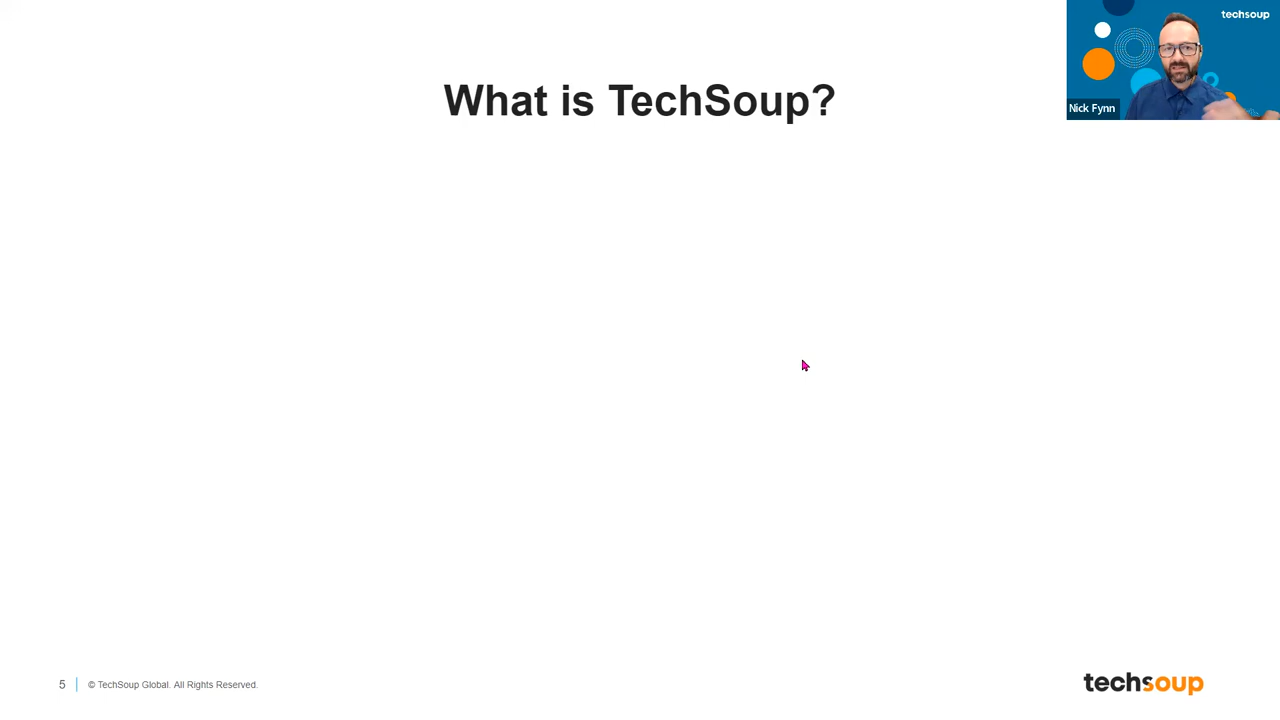 techsoup
What is TechSoup?
Nick Fynn
5
© TechSoup Global. All Rights Reserved.
techsoup